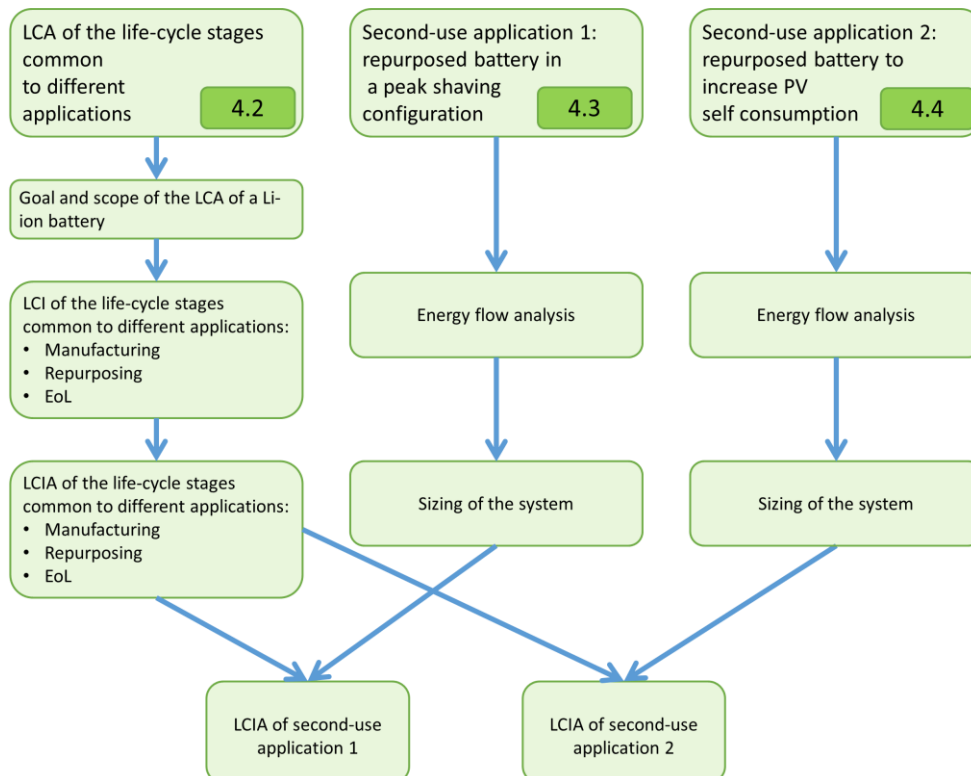 LCA of the life-cycle stages
common
to different
applications
4.2
Second-use application 1:
repurposed battery in
a peak shaving
configuration
4.3
Second-use application 2:
repurposed battery to
increase PV
self consumption
4.4
Goal and scope of the LCA of a Li-
ion battery
LCI of the life-cycle stages
common to different applications:
• Manufacturing
• Repurposing
• EoL
Energy flow analysis
Energy flow analysis
LCIA of the life-cycle stages
common to different applications:
• Manufacturing
• Repurposing
• EoL
Sizing of the system
Sizing of the system
LCIA of second-use
application 1
LCIA of second-use
application 2